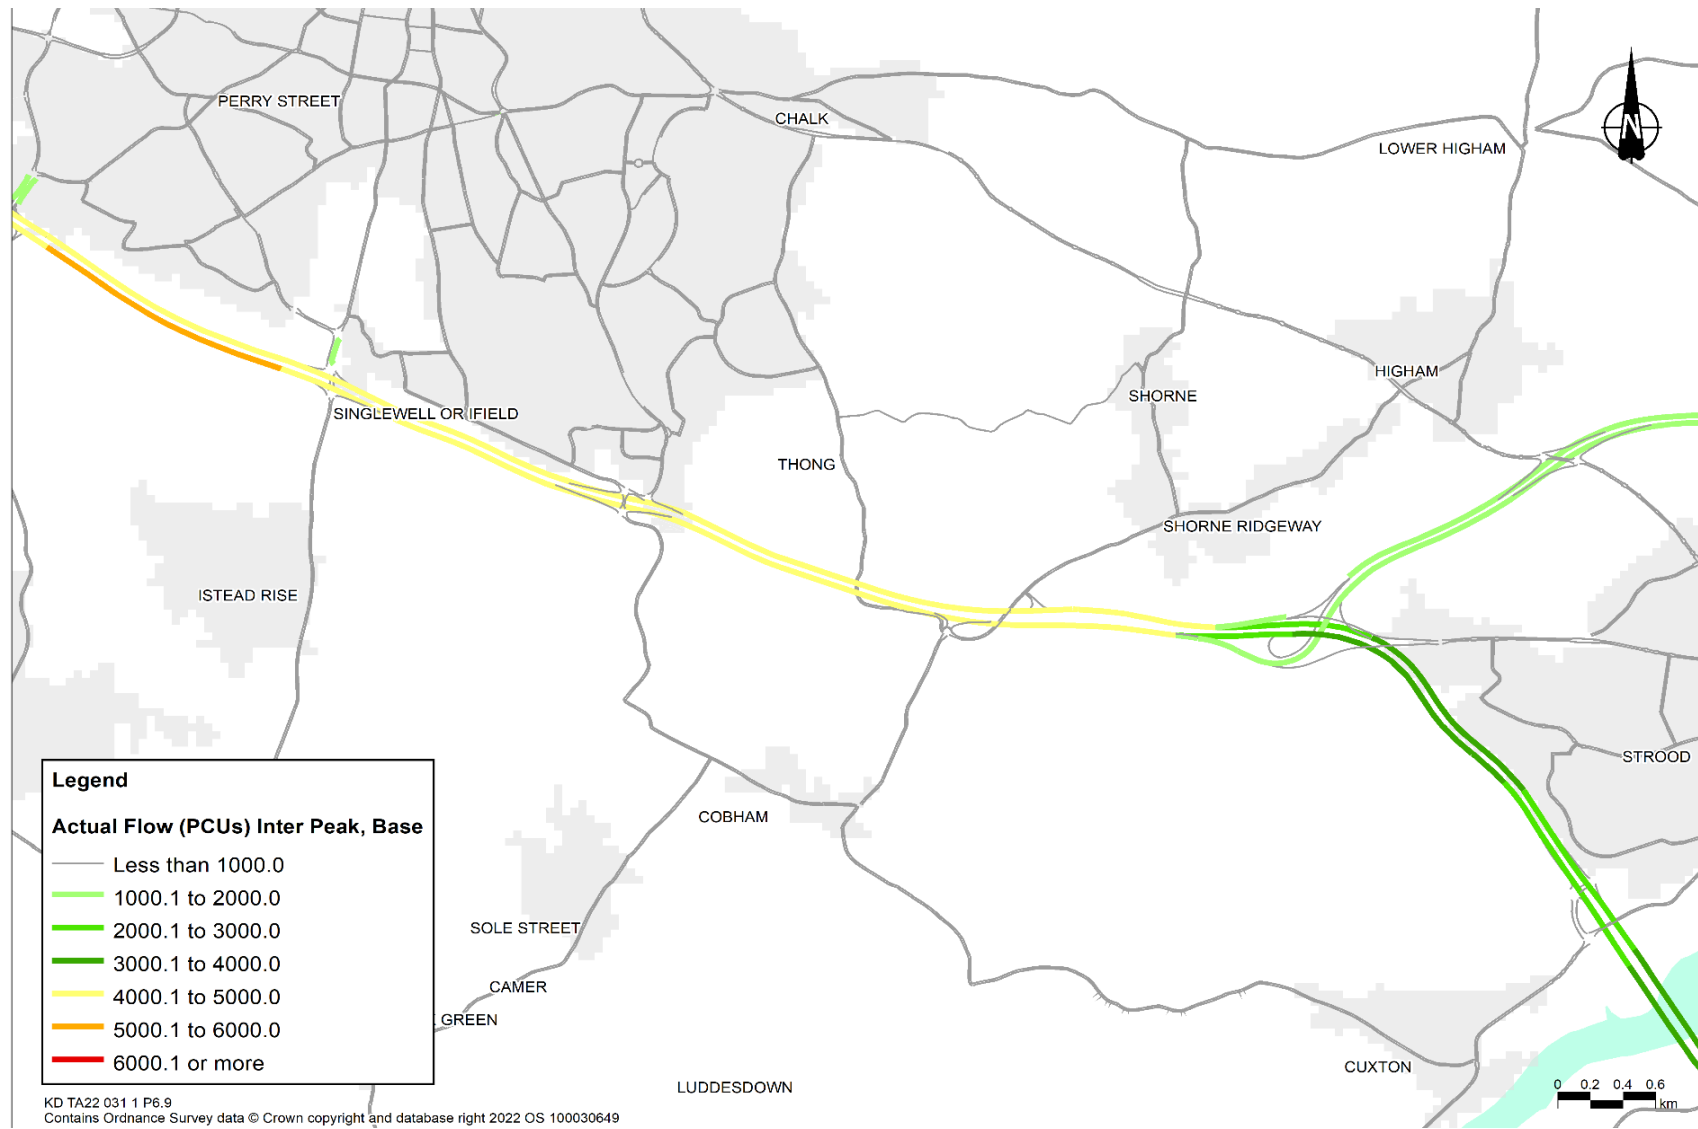 PERRY STREET
CHALK
LOWER HIGHAM
N
HIGHAM
SHORNE
SINGLEWELL OR IFIELD
THONG
SHORNE RIDGEWAY
ISTEAD RISE
STROOD
COBHAM
SOLE STREET
CAMER
GREEN
CUXTON
LUDDESDOWN
Legend
Actual Flow (PCUs) Inter Peak, Base
Less than 1000.0
1000.1 to 2000.0
2000.1 to 3000.0
3000.1 to 4000.0
4000.1 to 5000.0
5000.1 to 6000.0
6000.1 or more
0 0.2 0.4 0.6
km
KD TA22 031 1 P6.9
Contains Ordnance Survey data © Crown copyright and database right 2022 OS 100030649